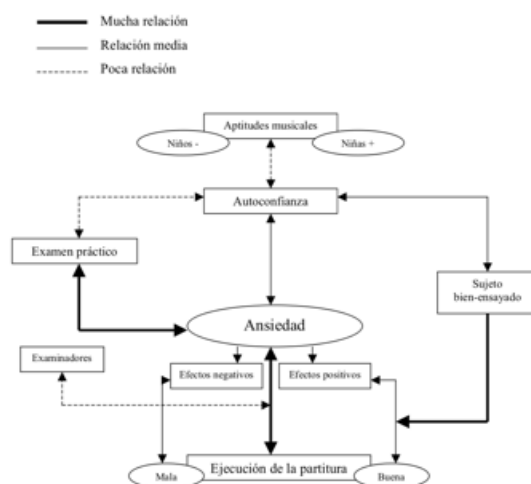 Mucha relación
Relación media
Poca relación
Aptitudes musicales
Niños -
Niñas +
Autoconfianza
Examen práctico
Sujeto
bien-ensayado
Ansiedad
Examinadores
Efectos negativos
Efectos positivos
Ejecución de la partitura
Mala
Buena